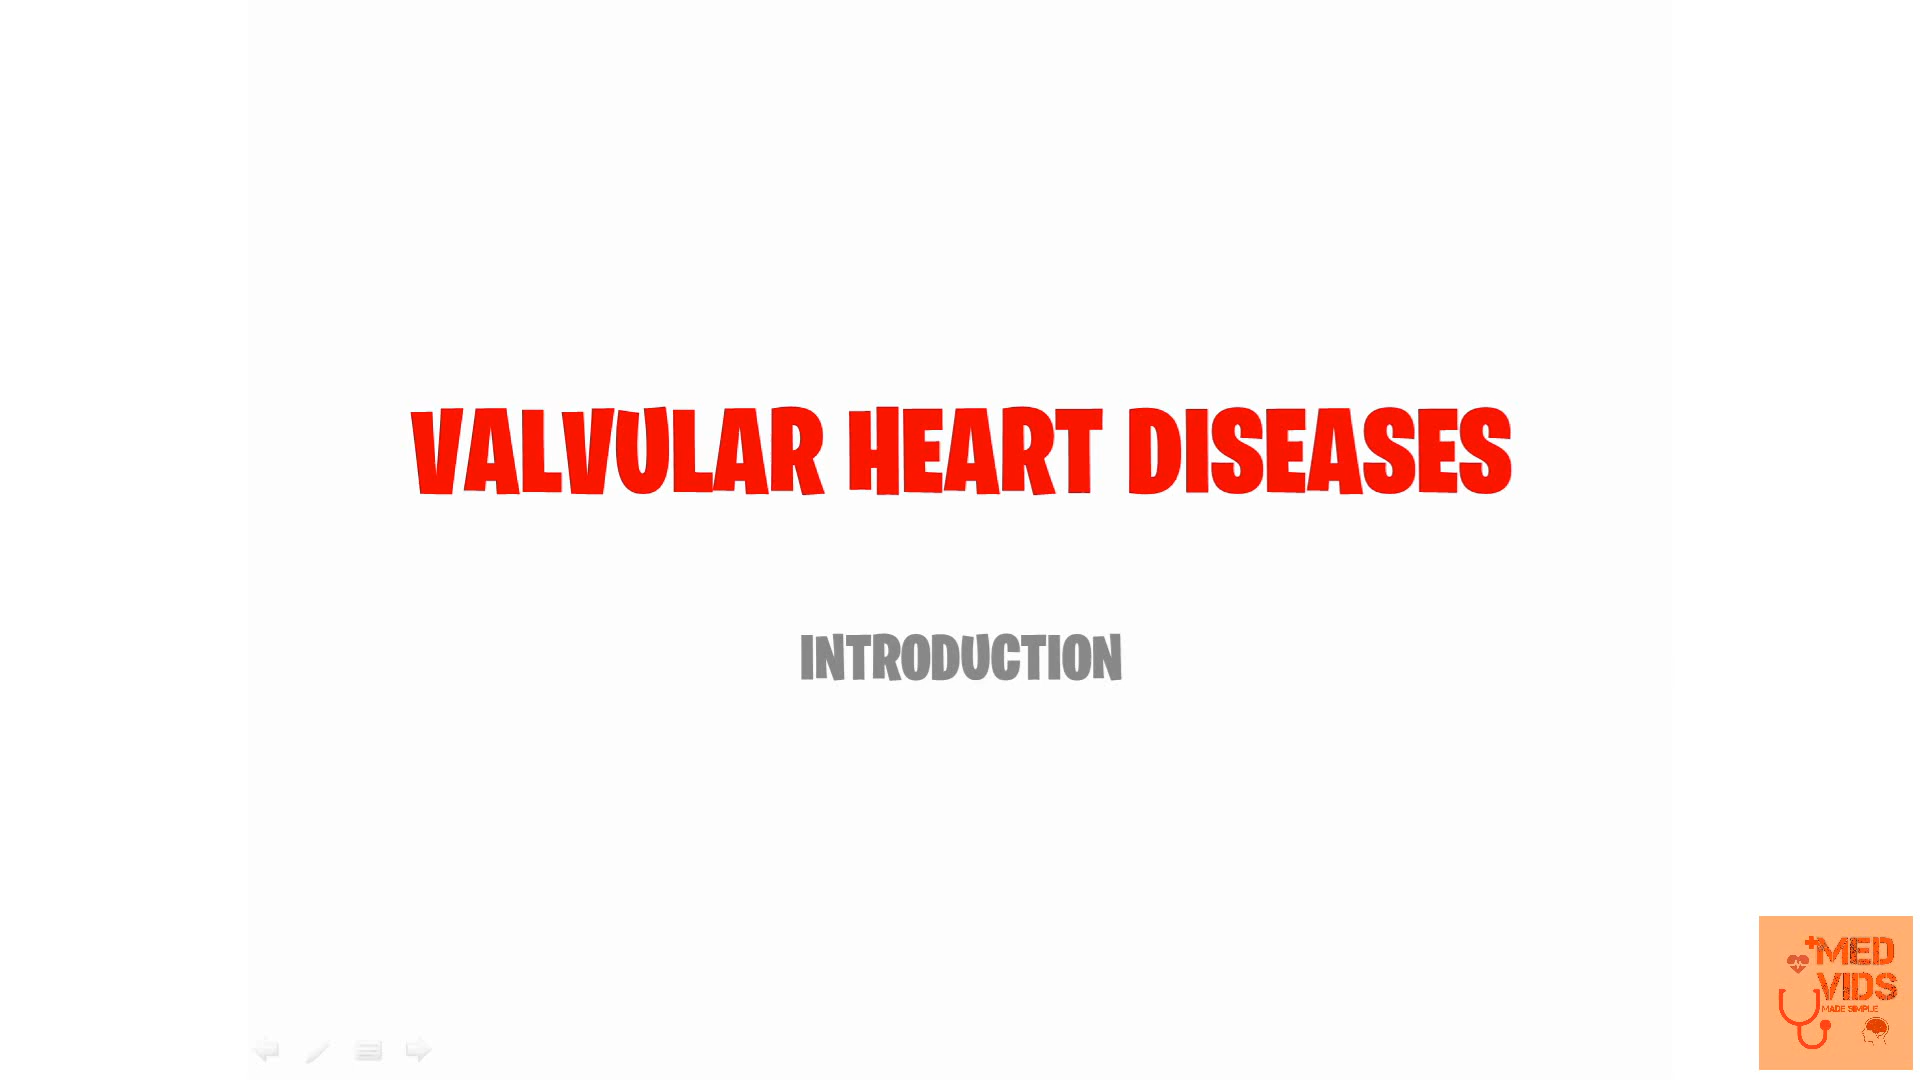 VALVULAR HEART DISEASES
INTRODUCTION
MED
VIDS
MADE SIMPLE